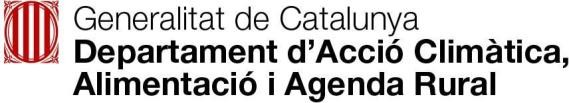 Generalitat de Catalunya
Departament d'Acció Climàtica,
Alimentació i Agenda Rural